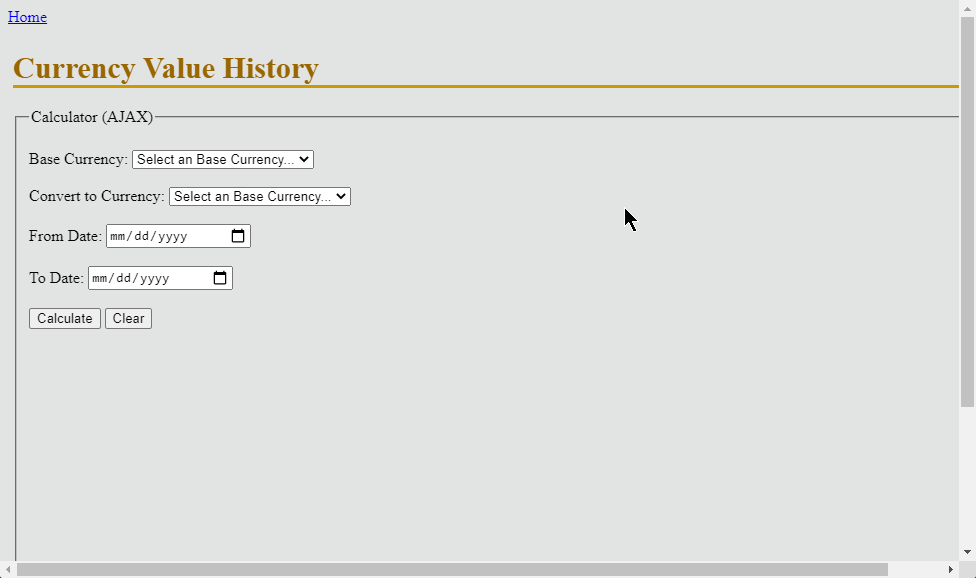 Home
Currency Value History
Calculator (AJAX)
Base Currency: Select an Base Currency...
Convert to Currency: Select an Base Currency...
From Date: mm/dd/yyyy
To Date: mm/dd/yyyy
Calculate Clear